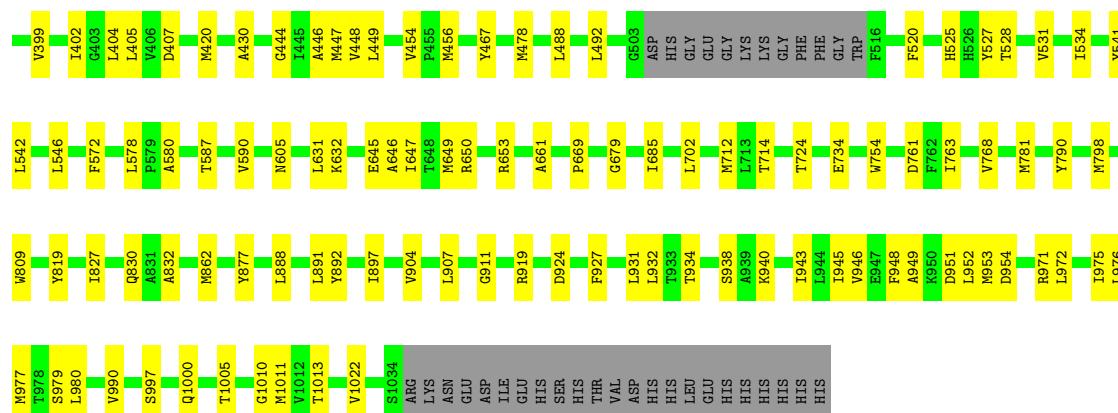 V399 I402 G403 L404 L405 V406 D407 M420 A430 G444 I445 A446 M447 V448 L449 V454 P455 M456 Y467 M478 L488 L492 G503 ASP HIS GLY GLU GLY LYS LYS GLY PHE PHE GLY TRP F516 F520 H525 H526 Y527 T528 V531 I534 Y541
L542 L546 F572 L578 P579 A580 T587 V590 N605 L631 K632 E645 A646 I647 T648 M649 R650 R653 A661 P669 G679 I685 L702 M712 L713 T714 T724 E734 W754 D761 F762 I763 V768 M781 Y790 M798
W809 Y819 I827 Q830 A831 A832 M862 Y877 L888 L891 Y892 I897 V904 L907 G911 R919 D924 F927 L931 L932 T933 T934 S938 A939 K940 I943 L944 I945 V946 E947 F948 A949 K950 D951 L952 M953 D954 R971 L972 I975 L976
M977 T978 S979 L980 V990 S997 Q1000 T1005 G1010 M1011 V1012 T1013 V1022 S1034 ARG LYS ASN GLU ASP ILE GLU HIS SER HIS THR VAL ASP HIS HIS LEU GLU HIS HIS HIS HIS HIS HIS